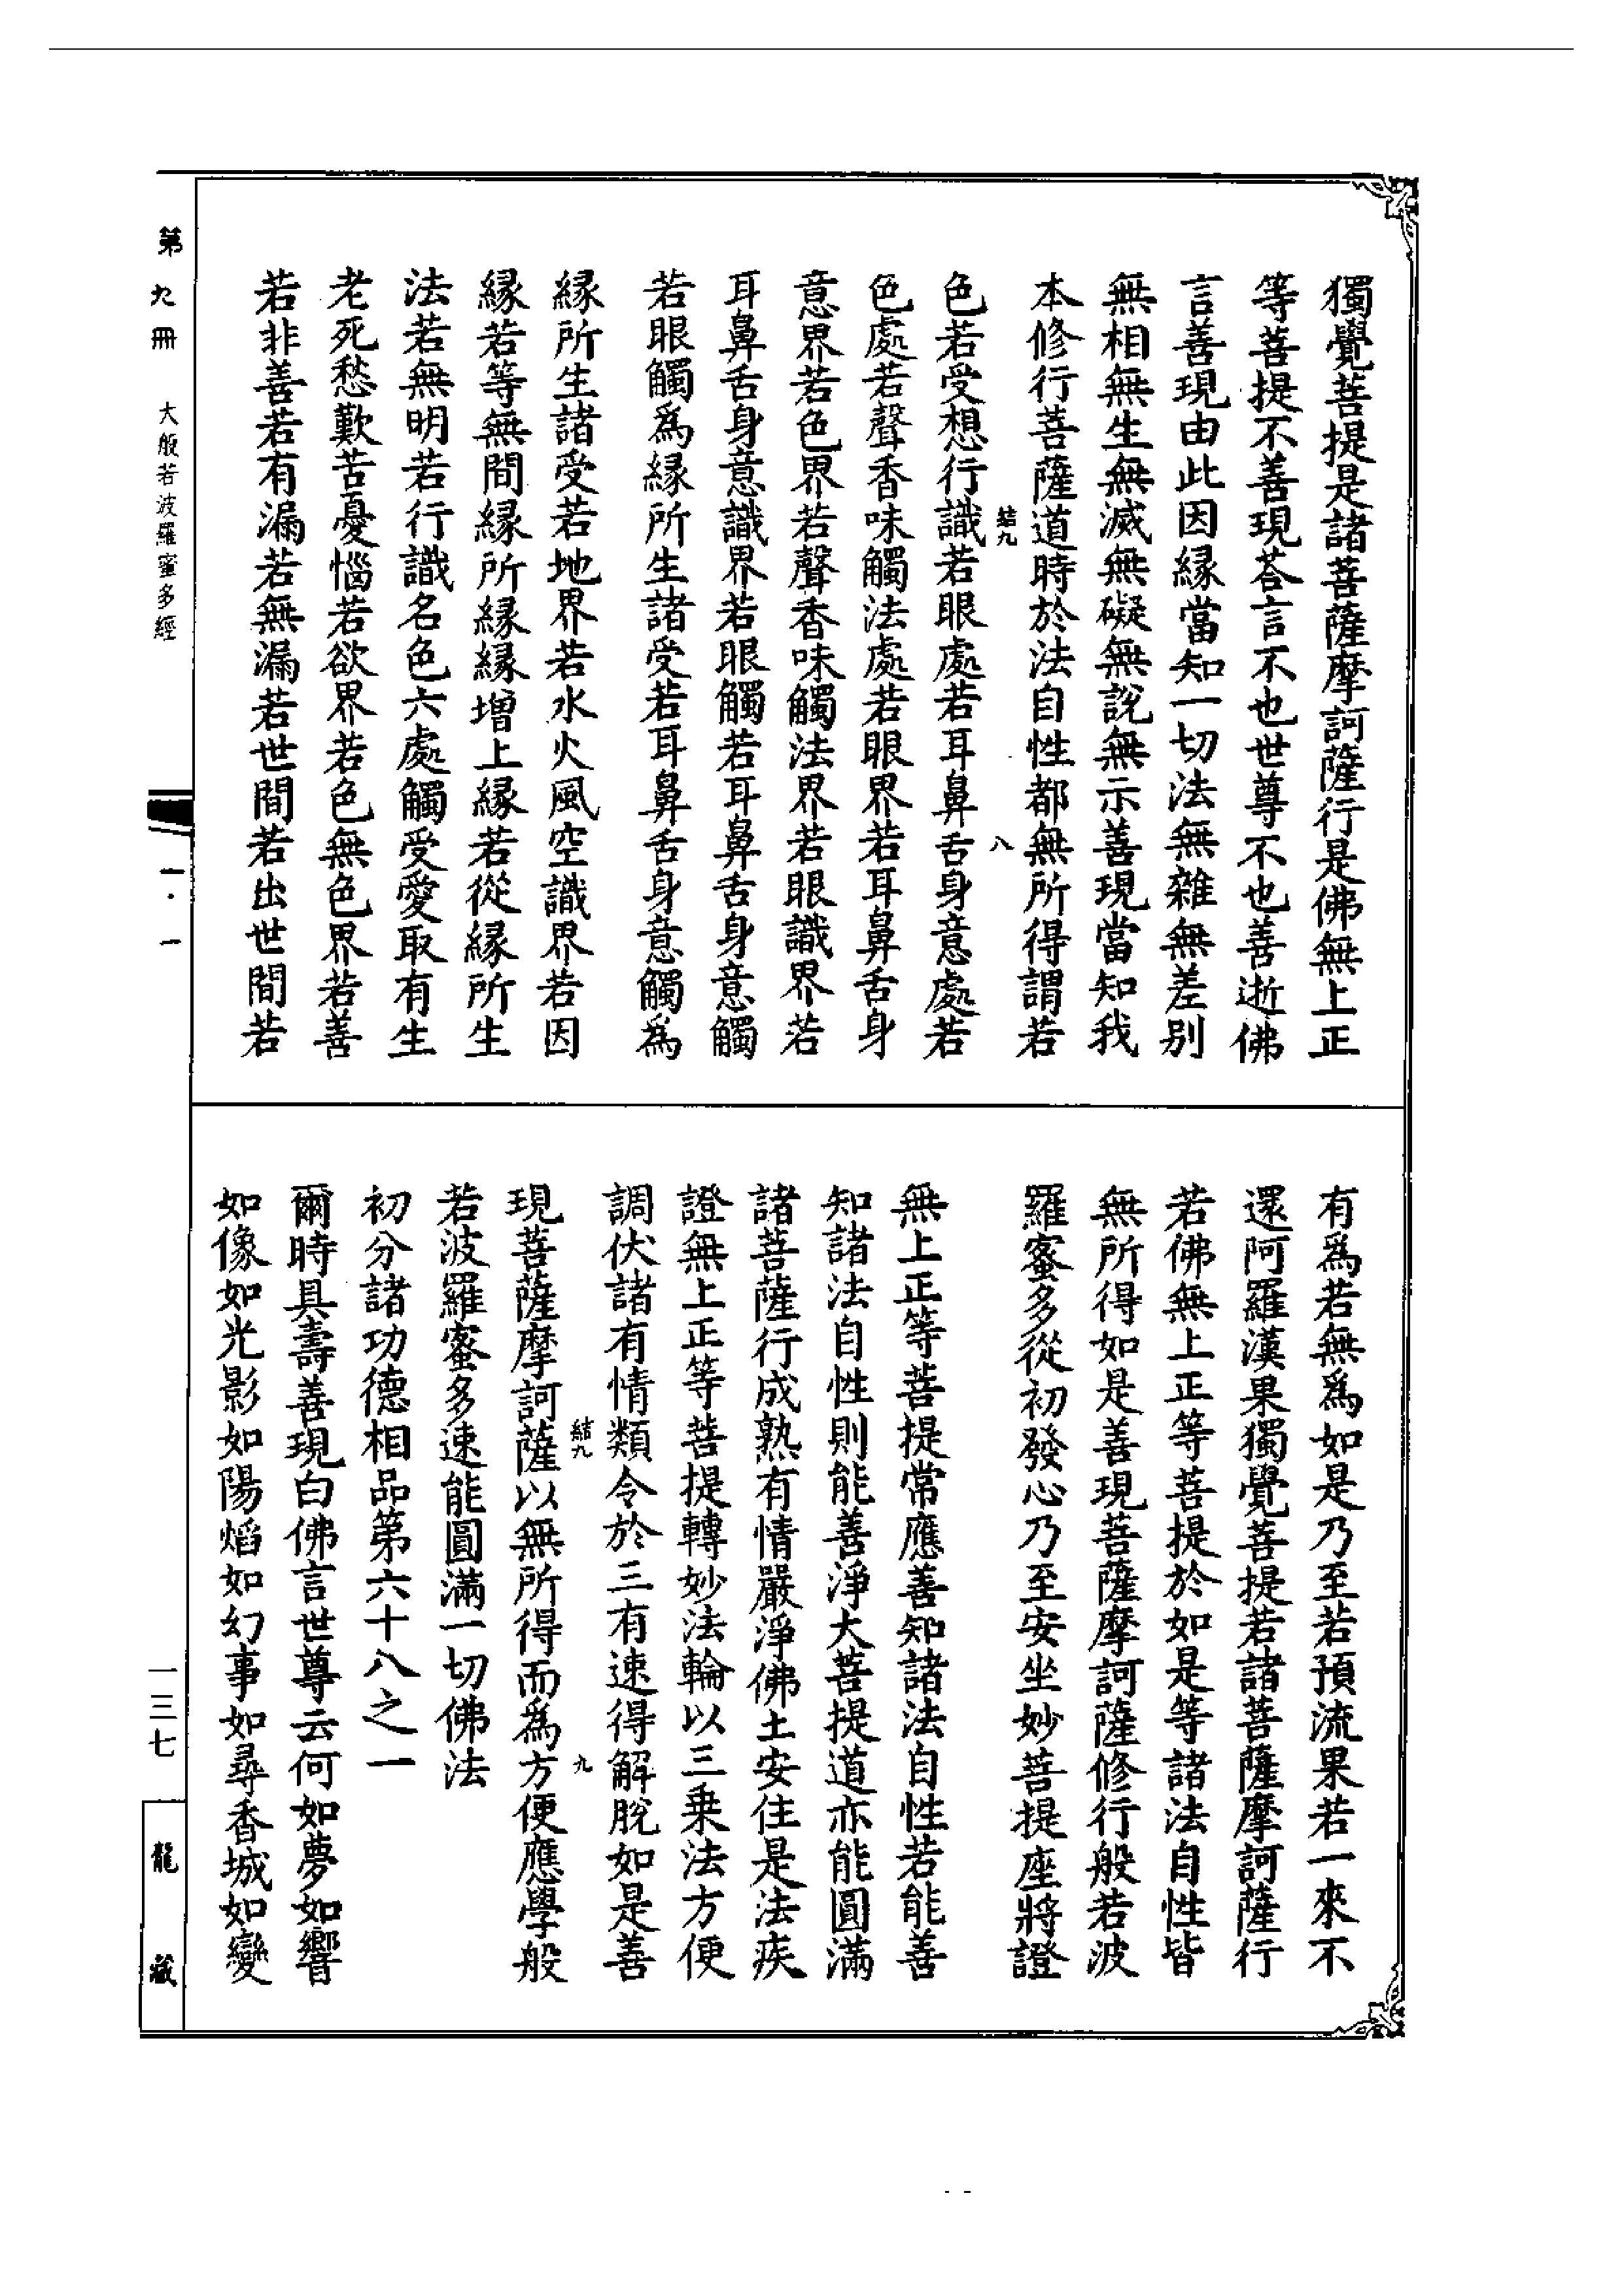 獨覺菩提是諸菩薩摩訶薩行是佛無上正
等菩提不善現荅言不也世尊不也善逝佛
言善現由此因縁當知一切法無雜無差别
無相無生無滅無礙無說無示善現當知我
本修行菩薩道時於法自性都無所得謂若
結九
八
色若受想行識若眼處若耳鼻舌身意處若
色處若聲香味觸法處若眼界若耳鼻舌身
意界若色界若聲香味觸法界若眼識界若
耳鼻舌身意識界若眼觸若耳鼻舌身意觸
若眼觸爲縁所生諸受若耳鼻舌身意觸爲
縁所生諸受若地界若水火風空識界若因
縁若等無間縁所縁縁增上縁若從縁所生
法若無明若行識名色六處觸受愛取有生
老死愁歎苦憂惱若欲界若色無色界若善
若非善若有漏若無漏若世間若出世間若
有爲若無爲如是乃至若預流果若一來不
還阿羅漢果獨覺菩提若諸菩薩摩訶薩行
若佛無上正等菩提於如是等諸法自性皆
無所得如是善現菩薩摩訶薩修行般若波
羅蜜多從初發心乃至安坐妙菩提座將證
無上正等菩提常應善知諸法自性若能善
知諸法自性則能善淨大菩提道亦能圓滿
諸菩薩行成熟有情嚴淨佛土安住是法疾
證無上正等菩提轉妙法輪以三乗法方便
調伏諸有情類令於三有速得解脫如是善
結九
九
現菩薩摩訶薩以無所得而爲方便應學般
若波羅蜜多速能圓滿一切佛法
初分諸功德相品第六十八之一
爾時具壽善現白佛言世尊云何如夢如響
如像如光影如陽焰如幻事如尋香城如變
第九冊
大般若波羅蜜多經
一·一
一三七
龍藏